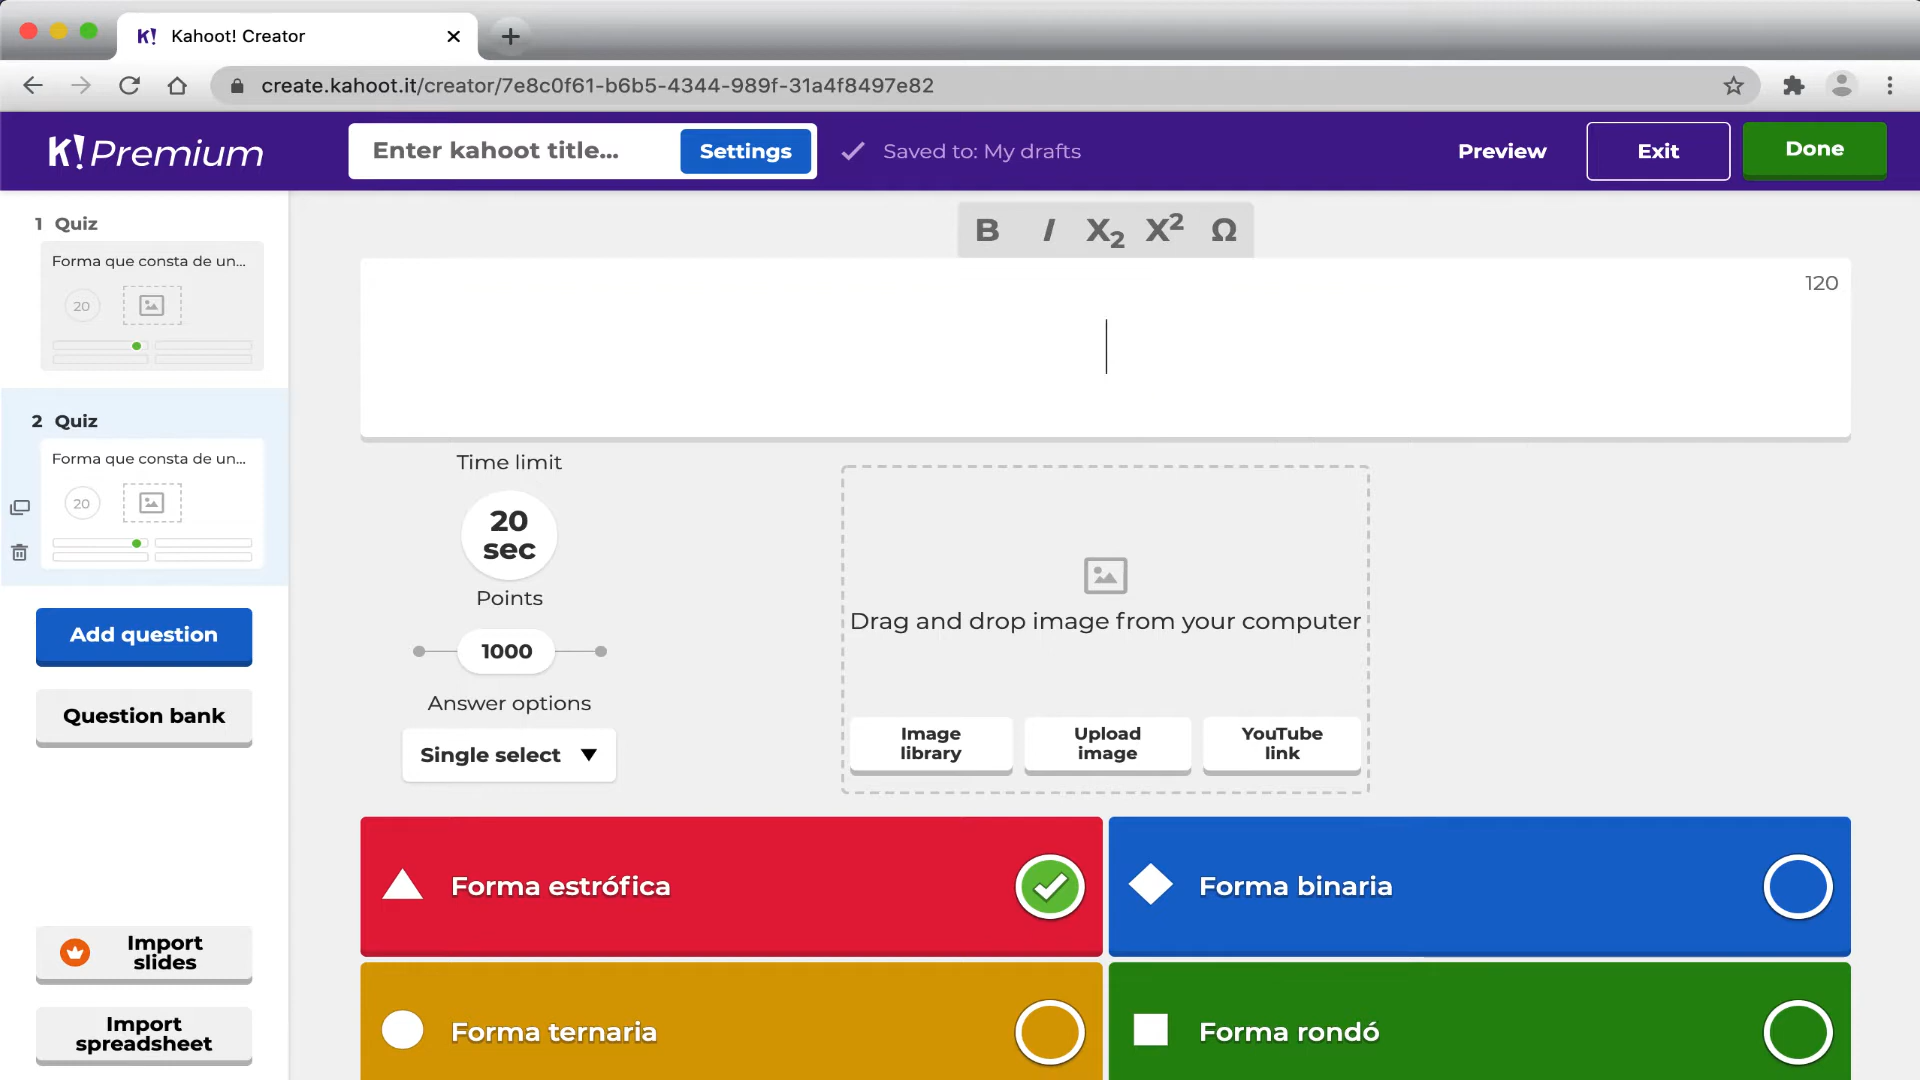 K! Kahoot! Creator
create.kahoot.it/creator/7e8c0f61-b6b5-4344-989f-31a4f8497e82
K! Premium
Enter kahoot title...
Settings
Saved to: My drafts
Preview
Exit
Done
1 Quiz
Forma que consta de un...
20
2 Quiz
Forma que consta de un...
20
Add question
Question bank
Import
slides
Import
spreadsheet
B I X₂ X² Ω
120
Time limit
20
sec
Points
1000
Answer options
Single select
Drag and drop image from your computer
Image
library
Upload
image
YouTube
link
Forma estrófica
Forma binaria
Forma ternaria
Forma rondó